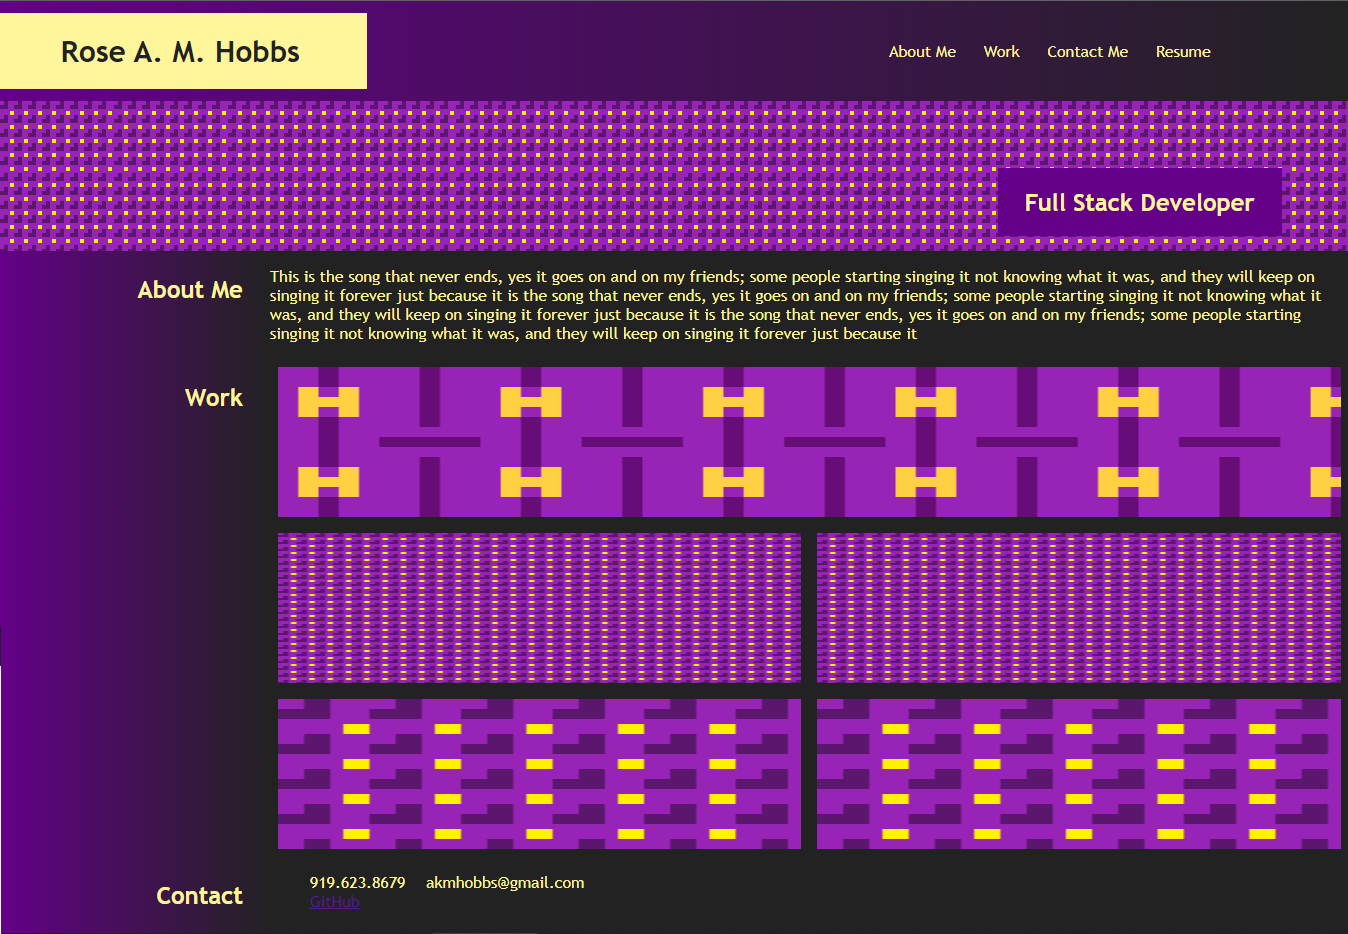 Rose A. M. Hobbs
About Me Work Contact Me Resume
Full Stack Developer
About Me
This is the song that never ends, yes it goes on and on my friends; some people starting singing it not knowing what it was, and they will keep on
singing it forever just because it is the song that never ends, yes it goes on and on my friends; some people starting singing it not knowing what it
was, and they will keep on singing it forever just because it is the song that never ends, yes it goes on and on my friends; some people starting
singing it not knowing what it was, and they will keep on singing it forever just because it
Work
Contact
919.623.8679 akmhobbs@gmail.com
GitHub